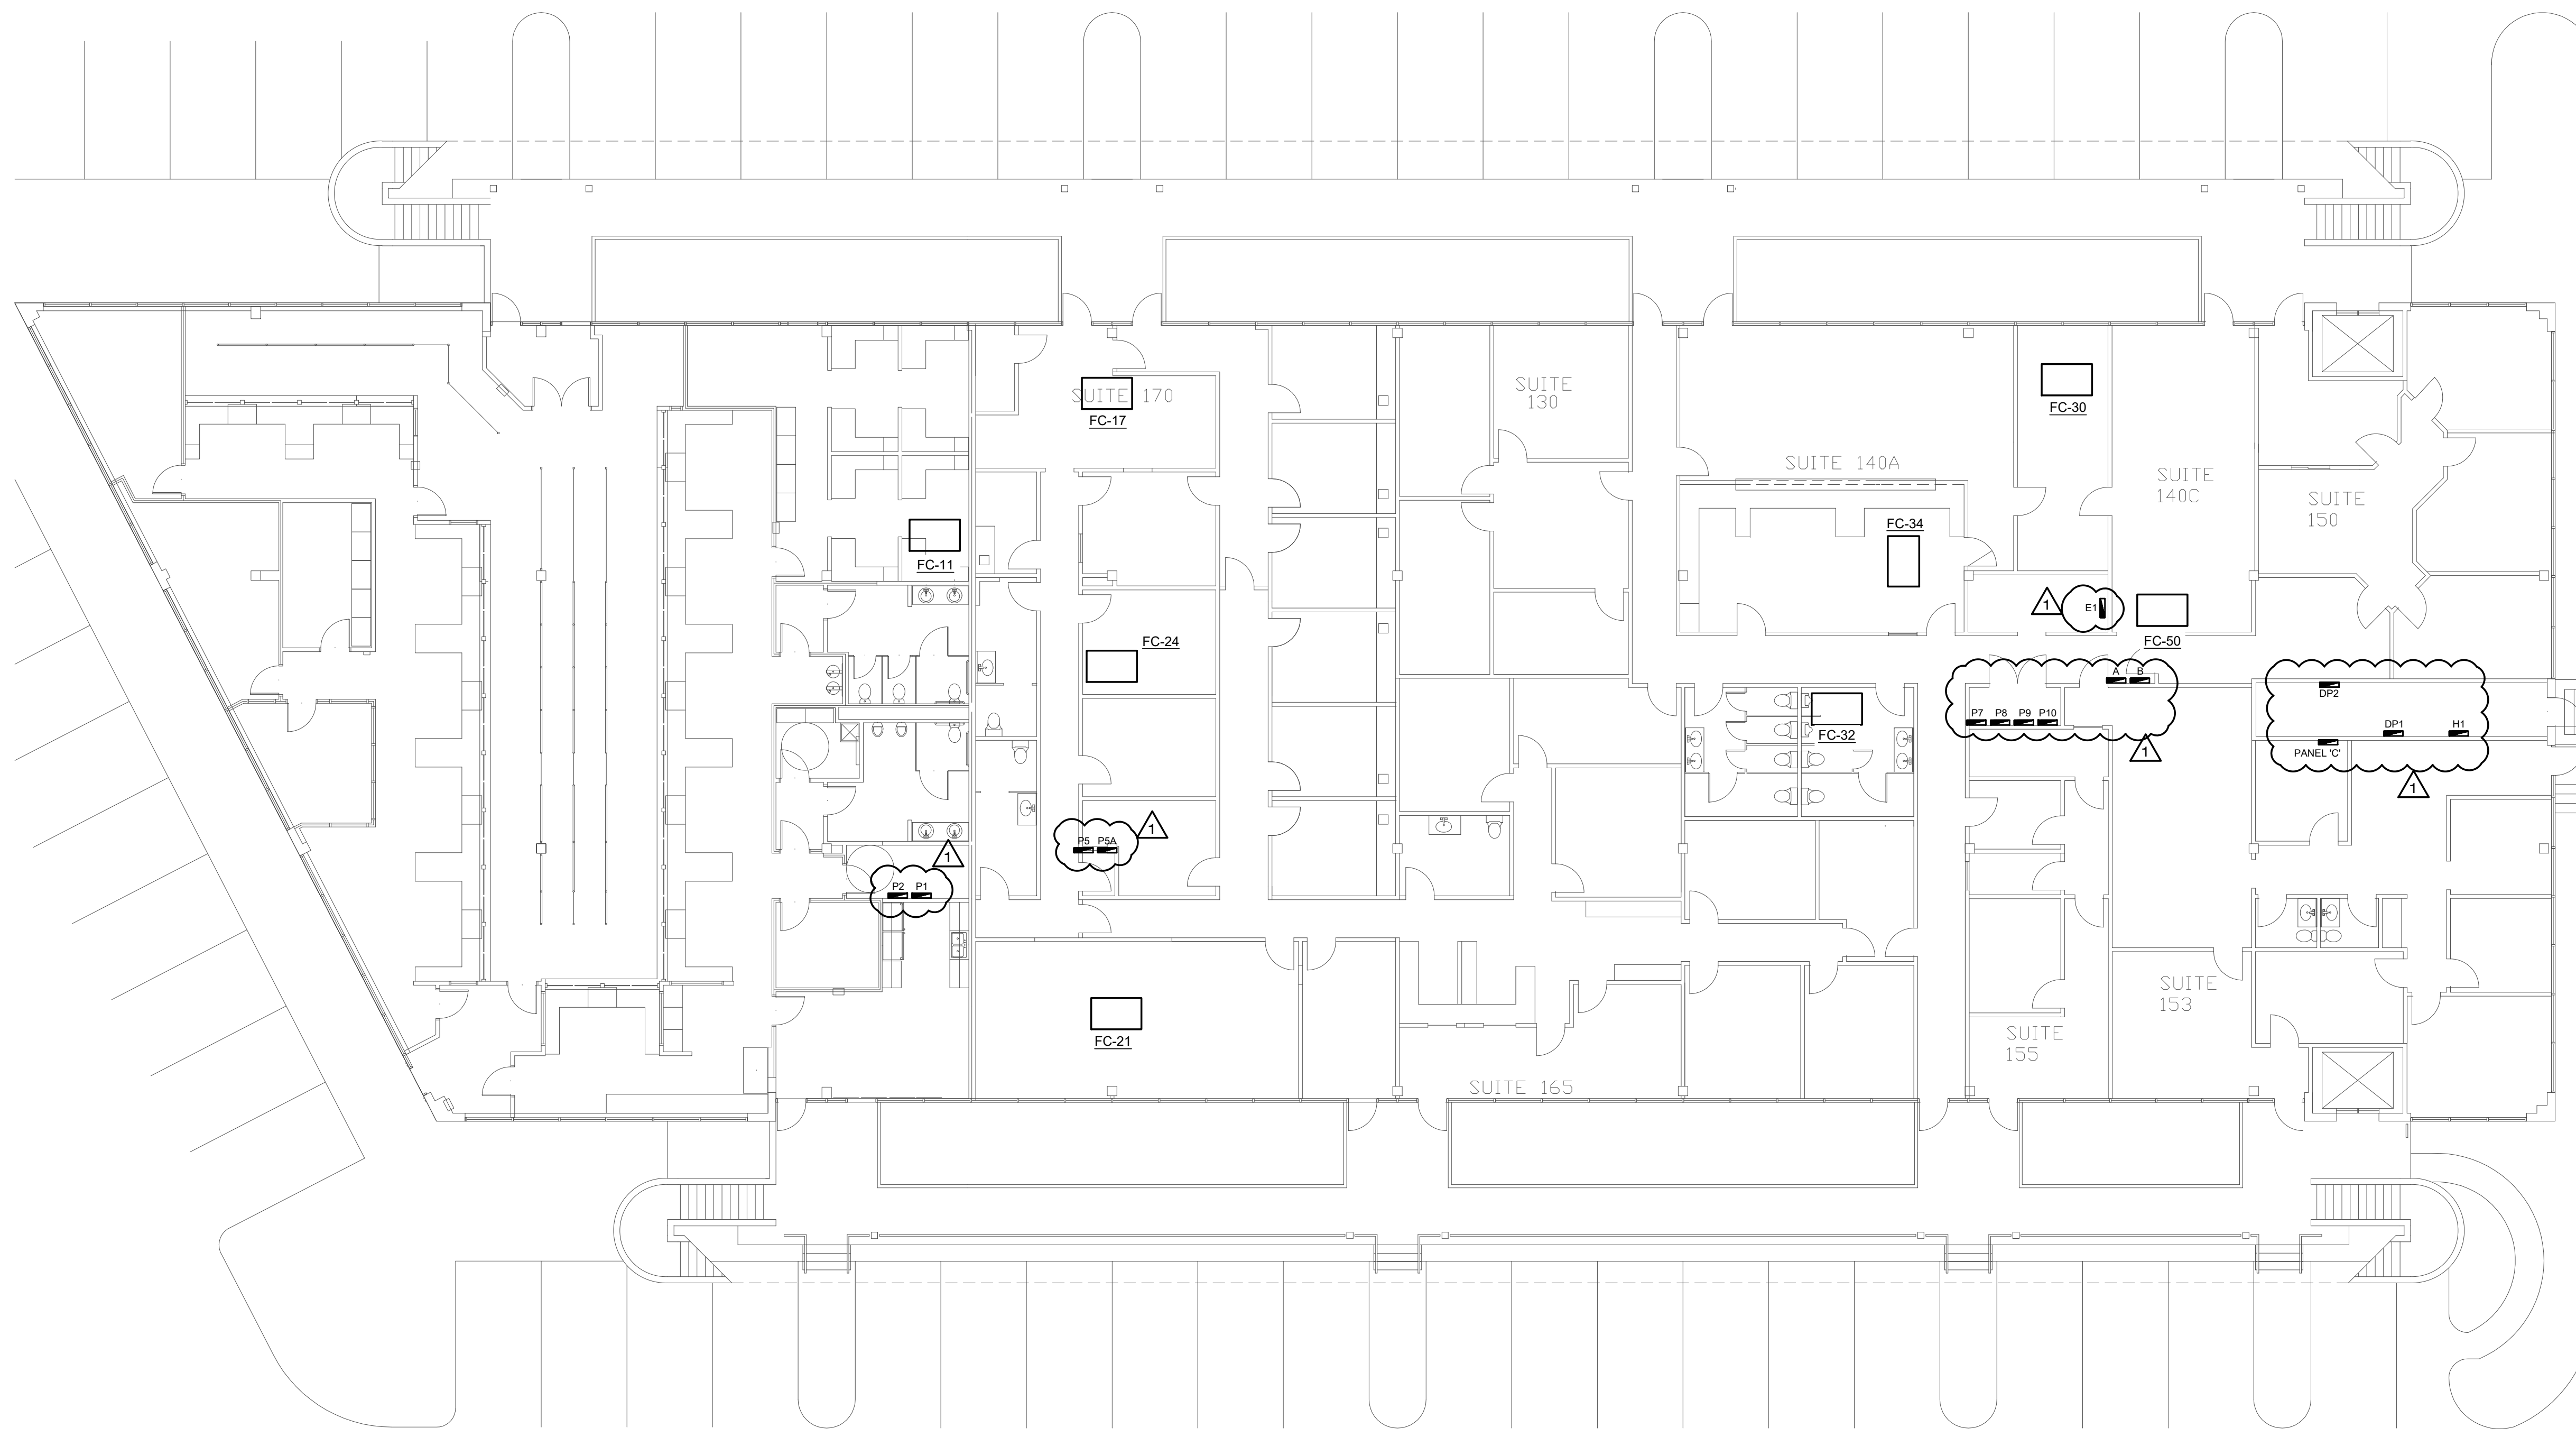 SUITE 170
FC-17
SUITE
130
FC-30
SUITE 140A
SUITE
140C
SUITE
150
FC-34
FC-11
1
E1
FC-50
FC-24
A
B
DP2
P7
P8
P9
P10
DP1
H1
FC-32
PANEL 'C'
1
1
P5
P5A
1
1
P2
P1
SUITE
153
SUITE
155
FC-21
SUITE 165